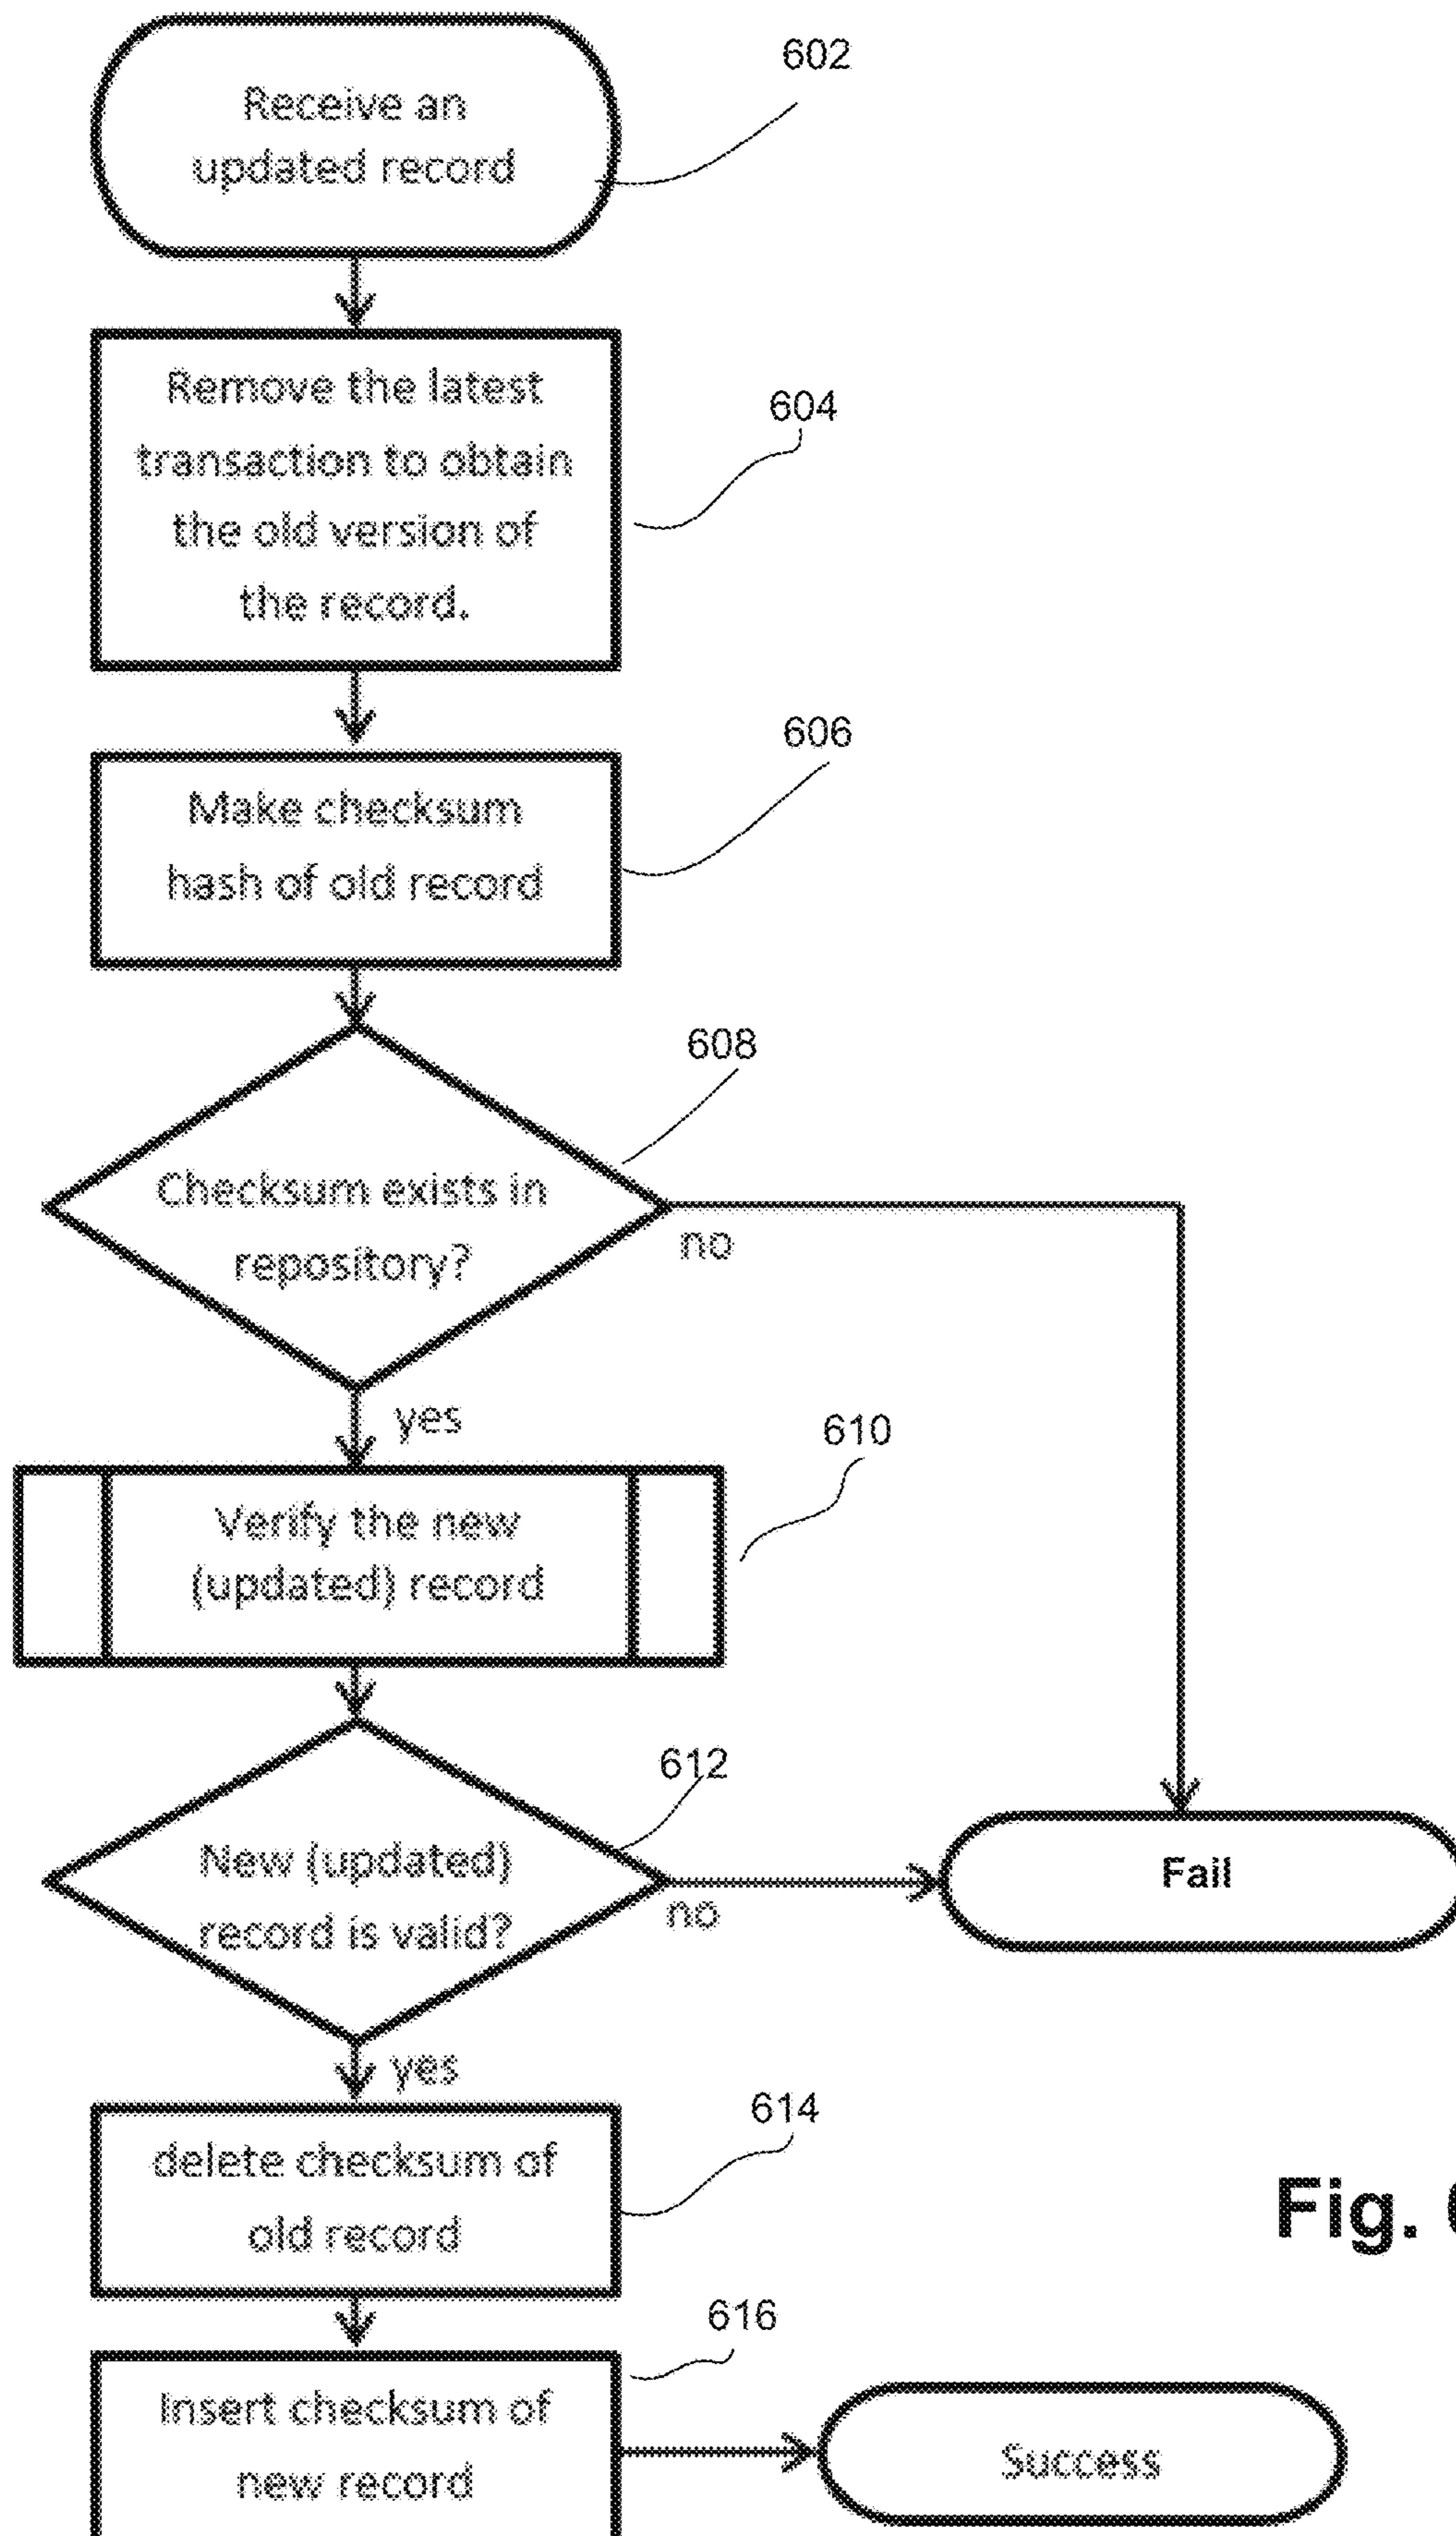 602
Receive an
updated record
604
Remove the latest
transaction to obtain
the old version of
the record.
606
Make checksum
hash of old record
608
Checksum exists in
repository?
no
yes
610
Verify the new
(updated) record
612
New (updated)
record is valid?
no
Fail
yes
614
delete checksum of
old record
Fig.
616
Insert checksum of
new record
Success